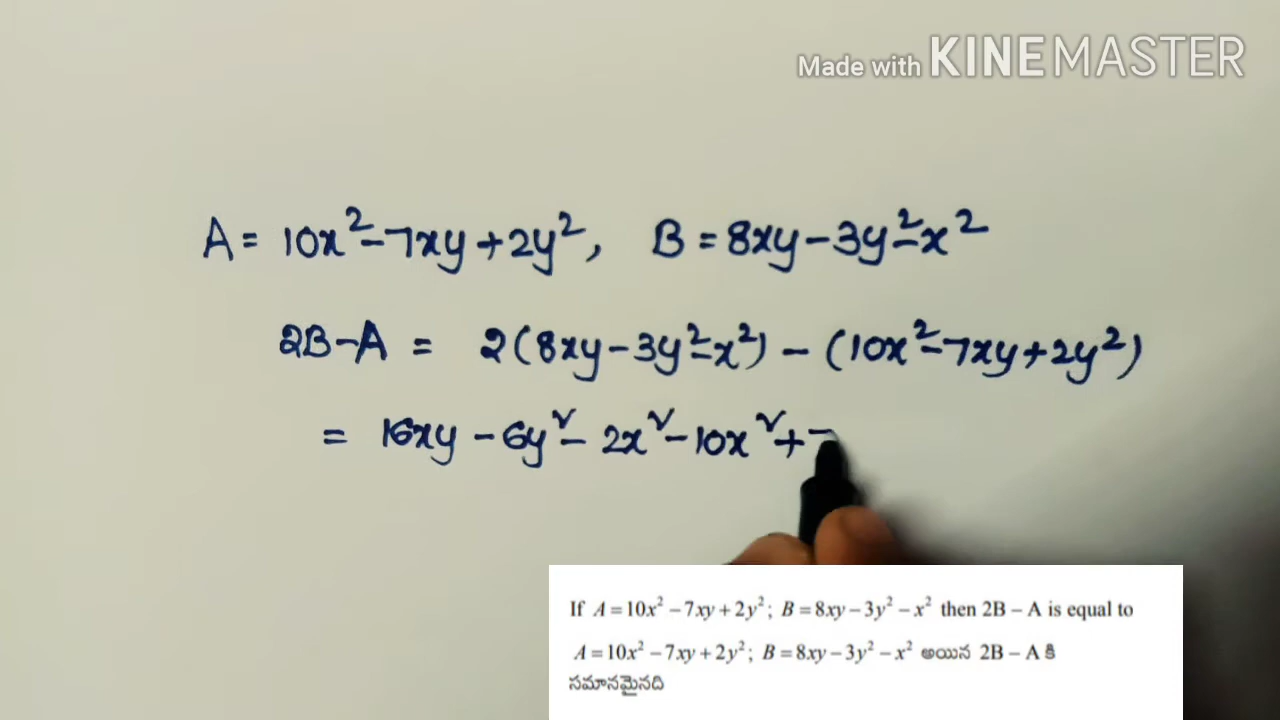 Made with KINEMASTER
A = 10x² - 7xy + 2y², B = 8xy - 3y² - x²
2B - A = 2(8xy - 3y² - x²) - (10x² - 7xy + 2y²)
= 16xy - 6y² - 2x² - 10x² +
If A = 10x² - 7xy + 2y²; B = 8xy - 3y² - x² then 2B - A is equal to
A = 10x² - 7xy + 2y²; B = 8xy - 3y² - x² అయిన 2B - A కి
సమానమైనది